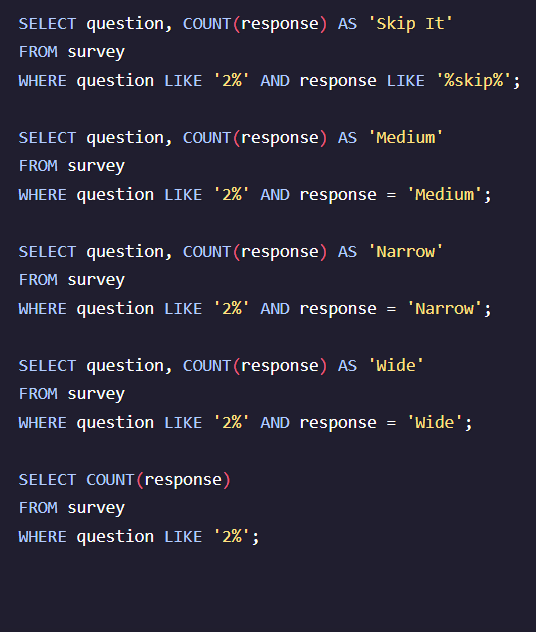 SELECT question, COUNT(response) AS 'Skip It'
FROM survey
WHERE question LIKE '2%' AND response LIKE '%skip%';
SELECT question, COUNT(response) AS 'Medium'
FROM survey
WHERE question LIKE '2%' AND response = 'Medium';
SELECT question, COUNT(response) AS 'Narrow'
FROM survey
WHERE question LIKE '2%' AND response = 'Narrow';
SELECT question, COUNT(response) AS 'Wide'
FROM survey
WHERE question LIKE '2%' AND response = 'Wide';
SELECT COUNT(response)
FROM survey
WHERE question LIKE '2%';